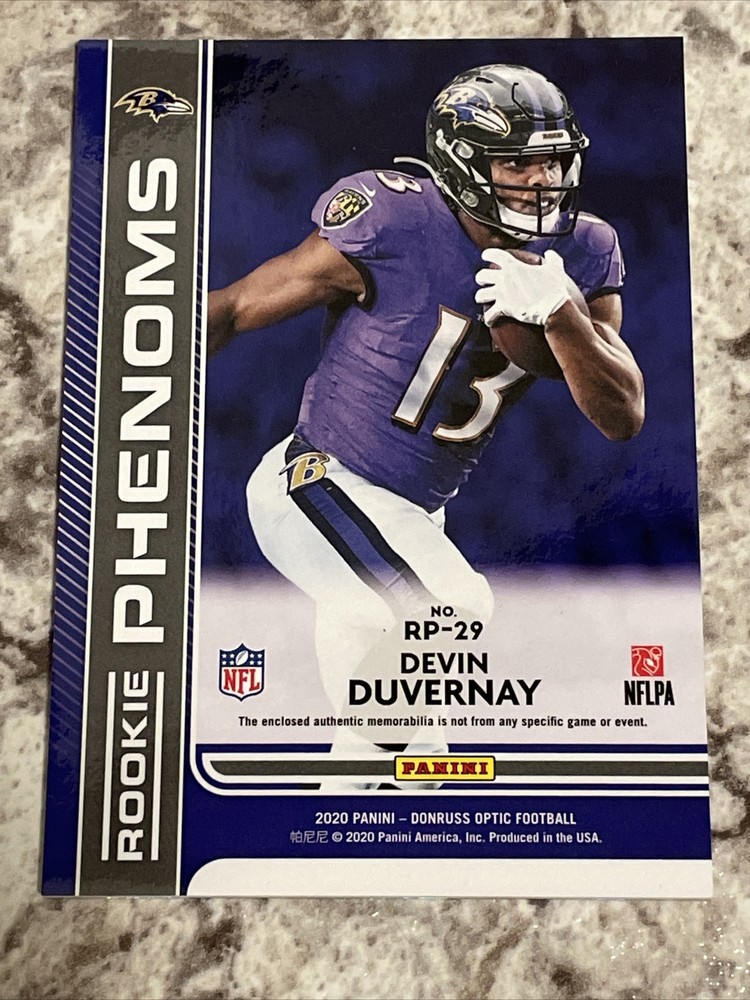 ROOKIE PHENOMS
B
13
13
B
NO.
RP-29
DEVIN
DUVERNAY
NFL
NFLPA
The enclosed authentic memorabilia is not from any specific game or event.
PANINI
2020 PANINI – DONRUSS OPTIC FOOTBALL
帕尼尼 © 2020 Panini America, Inc. Produced in the USA.